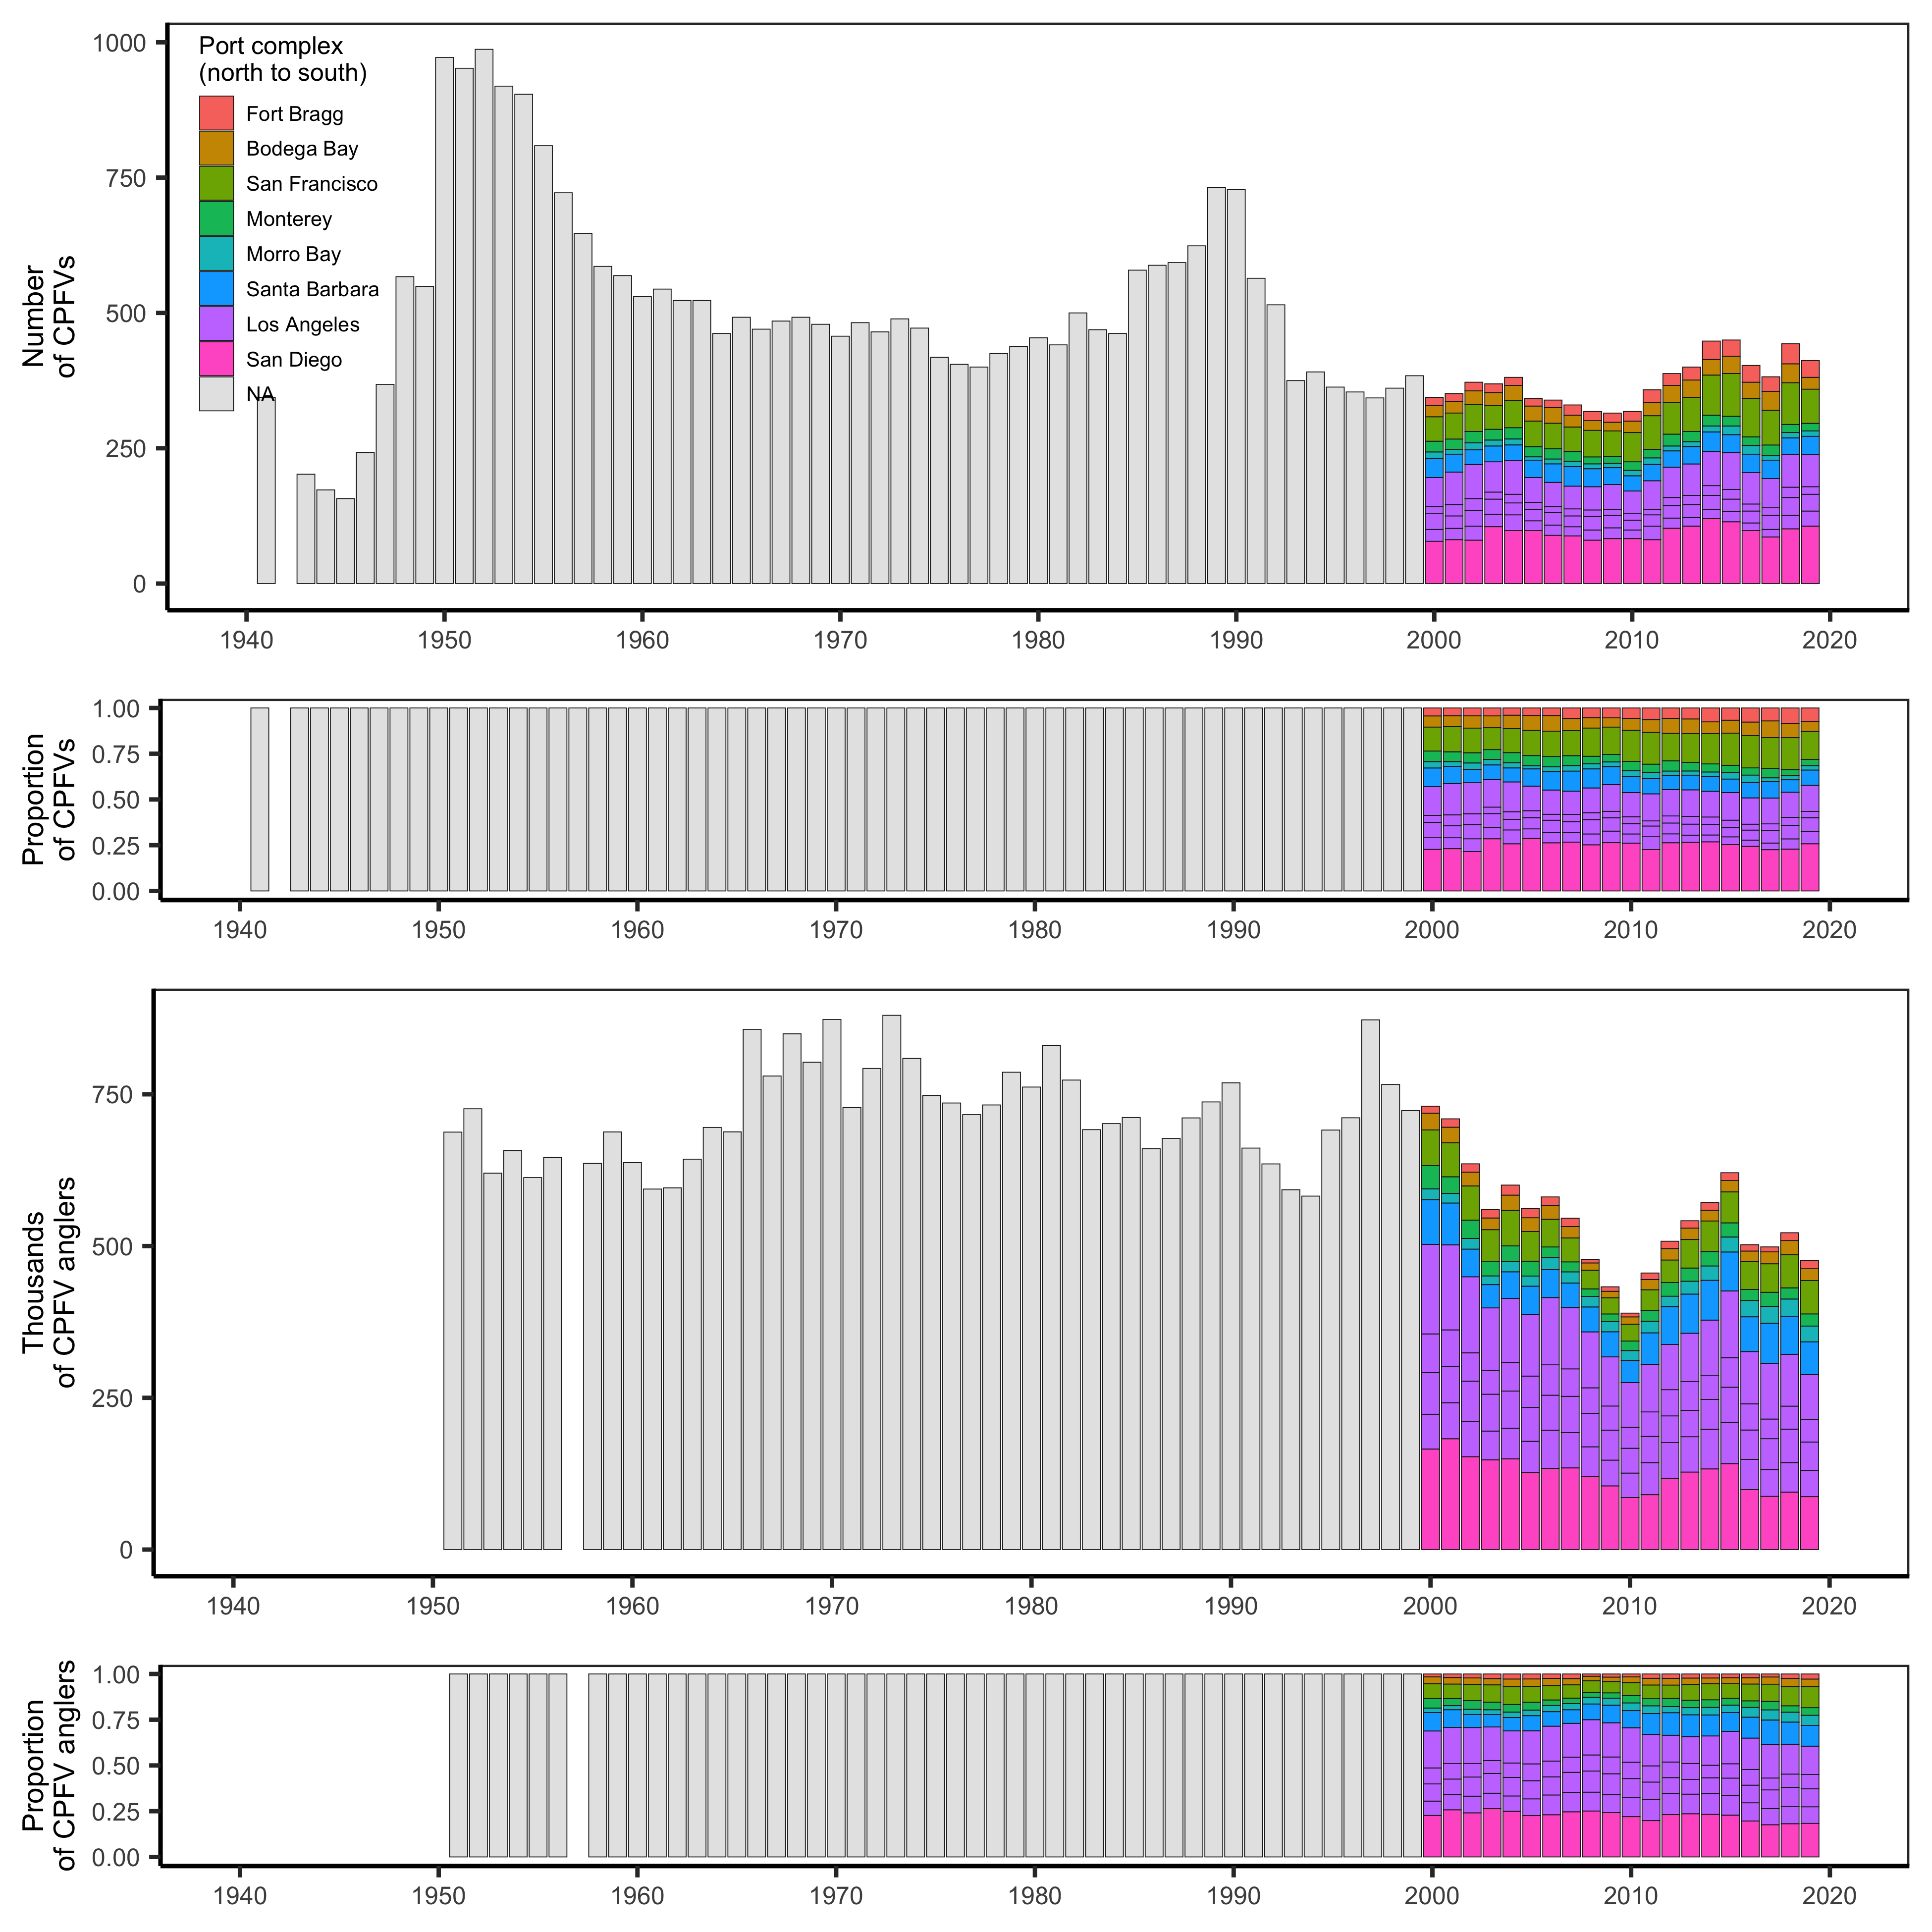 Port complex
(north to south)
Fort Bragg
Bodega Bay
San Francisco
Monterey
Morro Bay
Santa Barbara
Los Angeles
San Diego
NA
Number
of CPFVs
1000
750
500
250
0
1940 1950 1960 1970 1980 1990 2000 2010 2020
Proportion
of CPFVs
1.00
0.75
0.50
0.25
0.00
1940 1950 1960 1970 1980 1990 2000 2010 2020
Thousands
of CPFV anglers
750
500
250
0
1940 1950 1960 1970 1980 1990 2000 2010 2020
Proportion
of CPFV anglers
1.00
0.75
0.50
0.25
0.00
1940 1950 1960 1970 1980 1990 2000 2010 2020